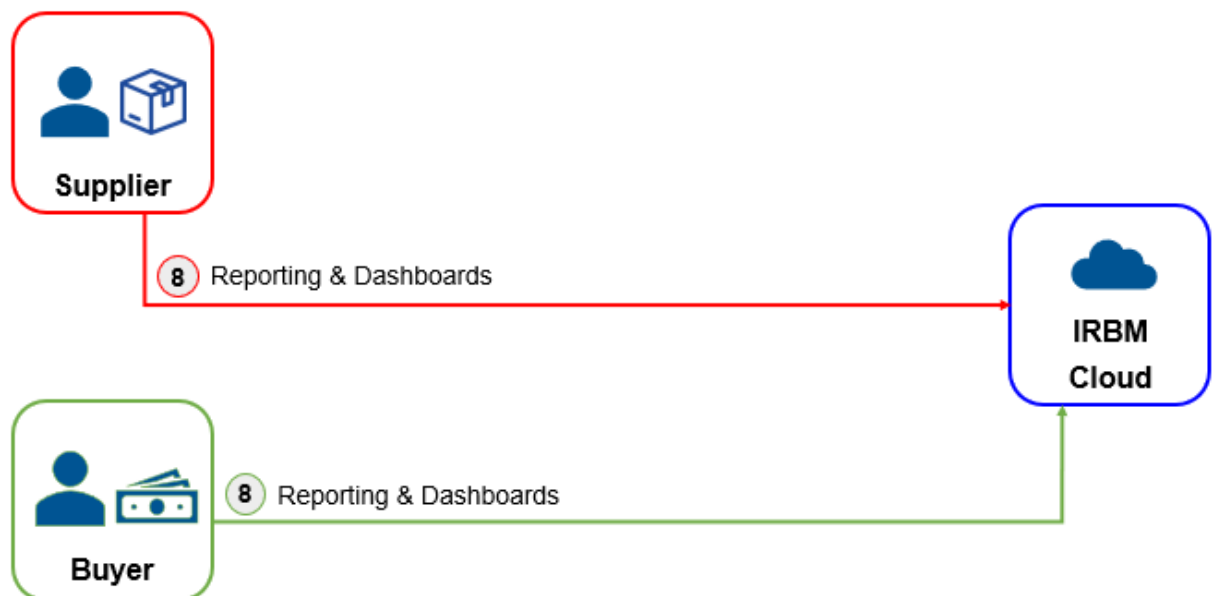 Supplier
8 Reporting & Dashboards
IRBM
Cloud
8 Reporting & Dashboards
Buyer